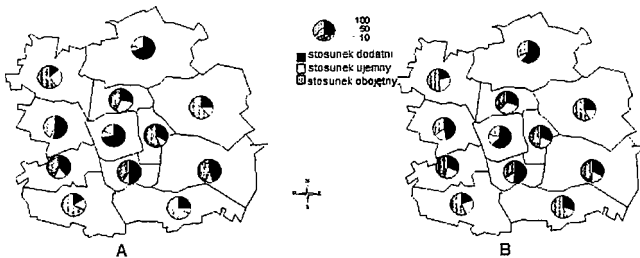 100
50
10
stosunek dodatni
stosunek ujemny
stosunek obojętny
A
B